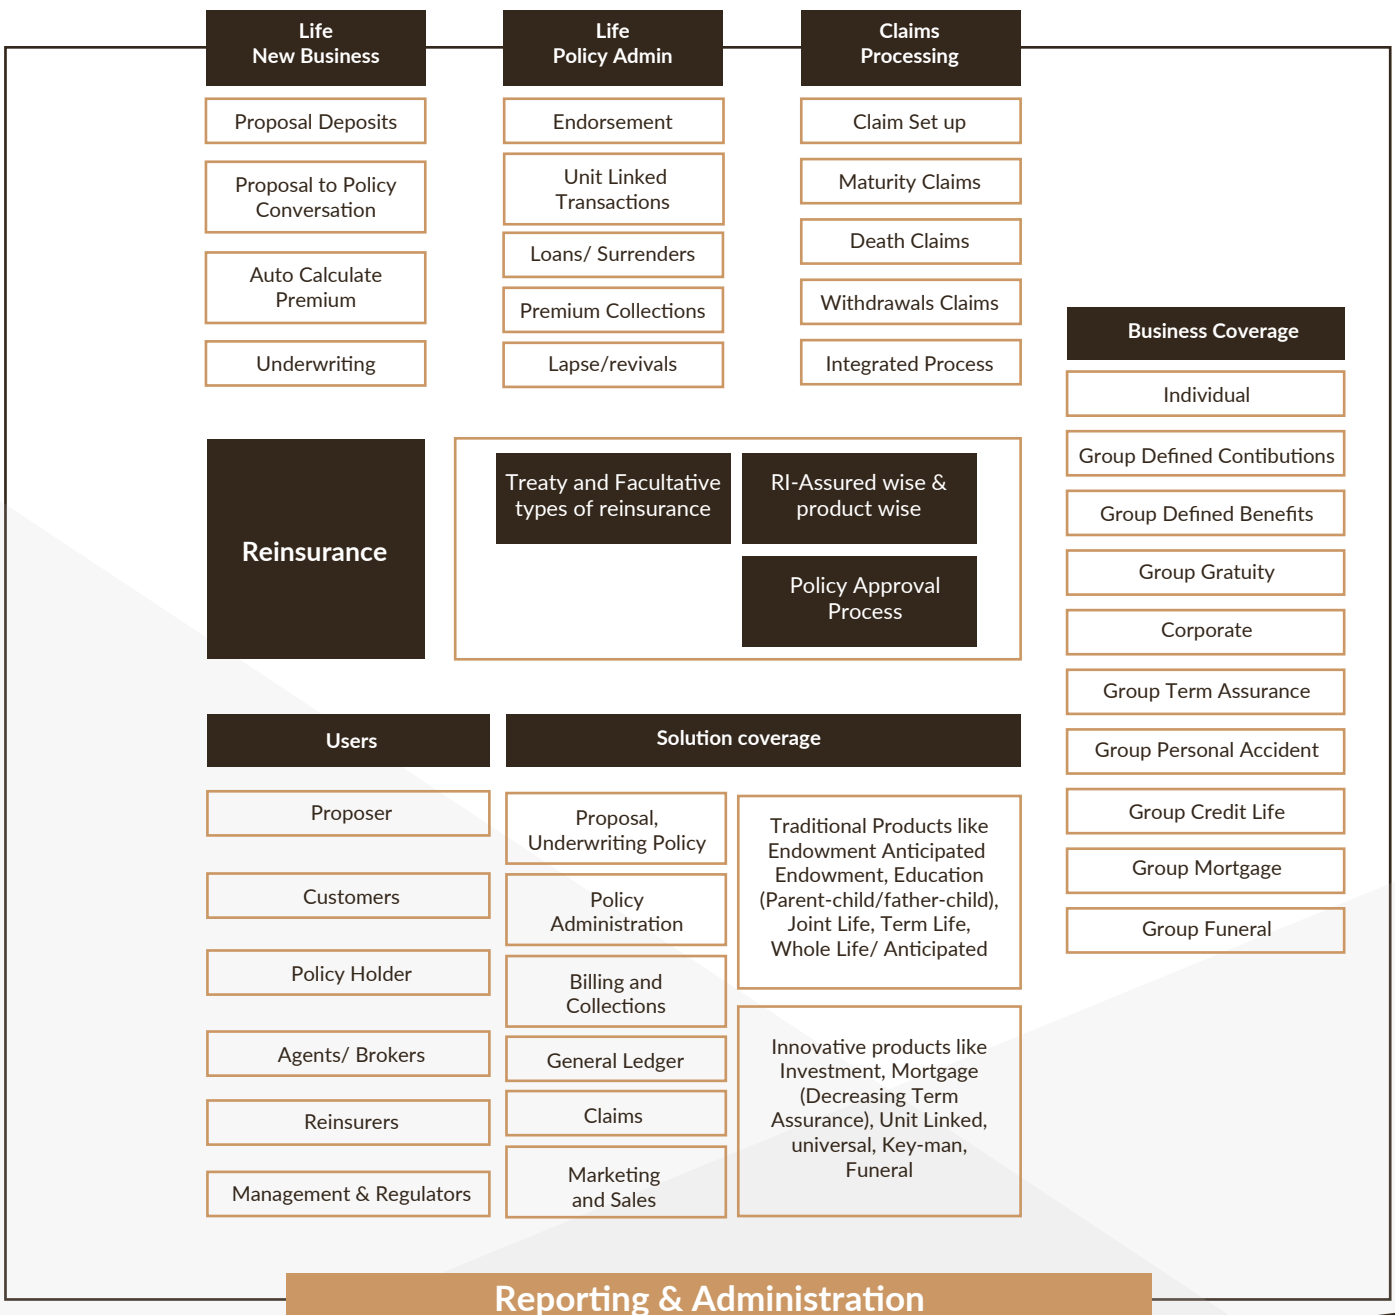 Life
New Business
Proposal Deposits
Proposal to Policy
Conversation
Auto Calculate
Premium
Underwriting
Life
Policy Admin
Endorsement
Unit Linked
Transactions
Loans/ Surrenders
Premium Collections
Lapse/revivals
Claims
Processing
Claim Set up
Maturity Claims
Death Claims
Withdrawals Claims
Integrated Process
Business Coverage
Individual
Group Defined Contibutions
Group Defined Benefits
Group Gratuity
Corporate
Group Term Assurance
Group Personal Accident
Group Credit Life
Group Mortgage
Group Funeral
Reinsurance
Treaty and Facultative
types of reinsurance
RI-Assured wise &
product wise
Policy Approval
Process
Users
Proposer
Customers
Policy Holder
Agents/ Brokers
Reinsurers
Management & Regulators
Solution coverage
Proposal,
Underwriting Policy
Policy
Administration
Billing and
Collections
General Ledger
Claims
Marketing
and Sales
Traditional Products like
Endowment Anticipated
Endowment, Education
(Parent-child/father-child),
Joint Life, Term Life,
Whole Life/ Anticipated
Innovative products like
Investment, Mortgage
(Decreasing Term
Assurance), Unit Linked,
universal, Key-man,
Funeral
Reporting & Administration